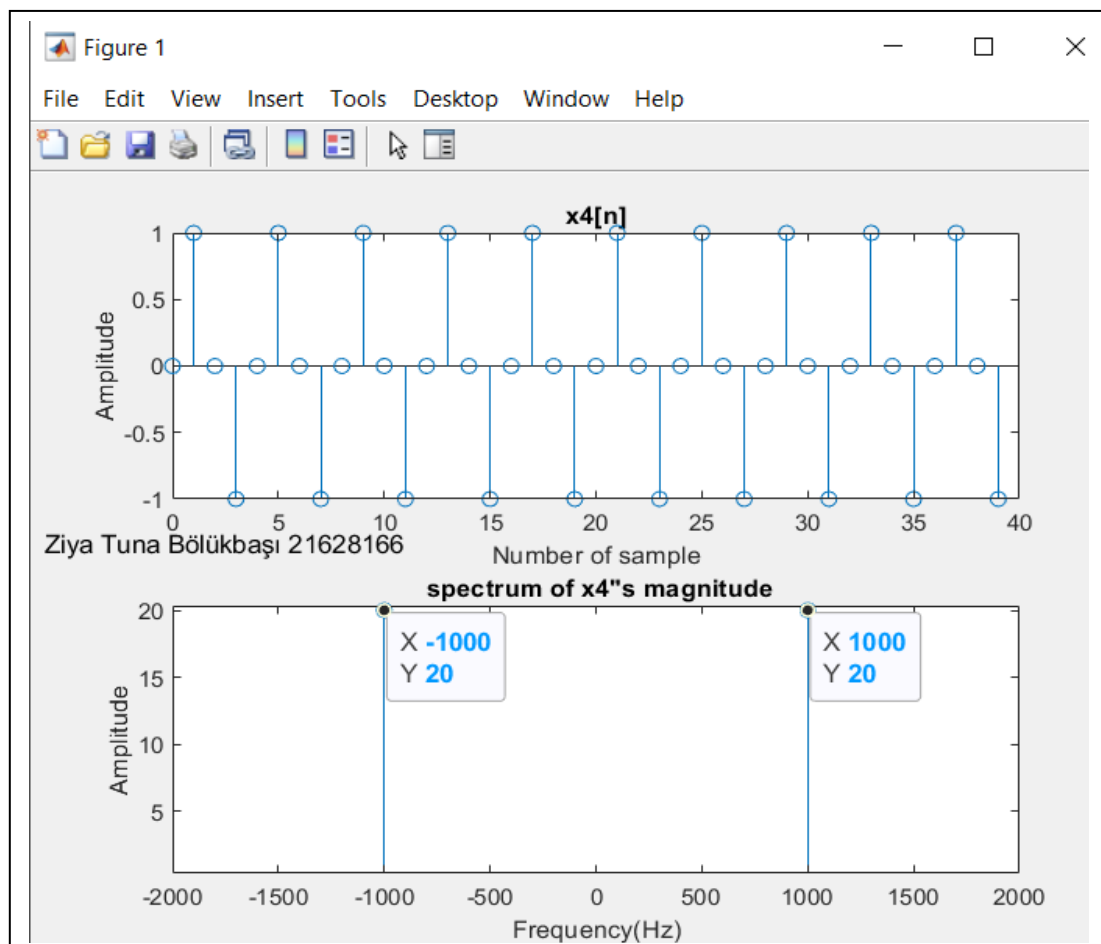 Figure 1
File Edit View Insert Tools Desktop Window Help
x4[n]
1
0.5
0
-0.5
-1
Amplitude
0 5 10 15 20 25 30 35 40
Ziya Tuna Bölükbaşı 21628166
Number of sample
spectrum of x4"s magnitude
20
15
10
5
Amplitude
X -1000
Y 20
X 1000
Y 20
-2000 -1500 -1000 -500 0 500 1000 1500 2000
Frequency(Hz)